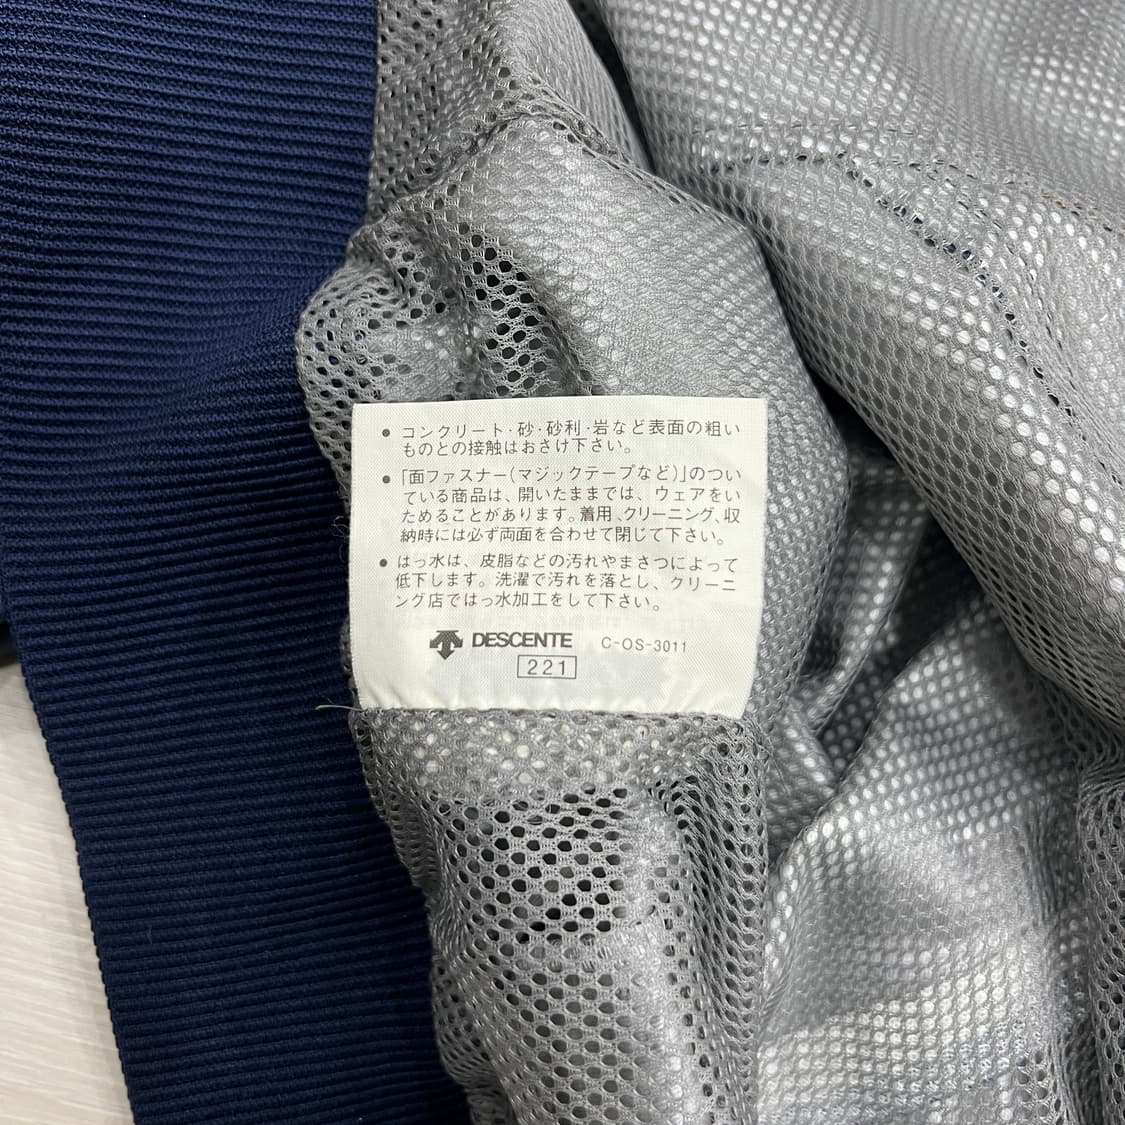 ● コンクリート・砂・砂利・岩など表面の粗い
ものとの接触はおさけ下さい。
● 「面ファスナー(マジックテープなど)」のつい
ている商品は、開いたままでは、ウェアをい
ためることがあります。着用、クリーニング、収
納時には必ず両面を合わせて閉じて下さい。
● はっ水は、皮脂などの汚れやまさつによって
低下します。洗濯で汚れを落とし、クリーニ
ング店ではっ水加工をして下さい。
DESCENTE C-OS-3011
221